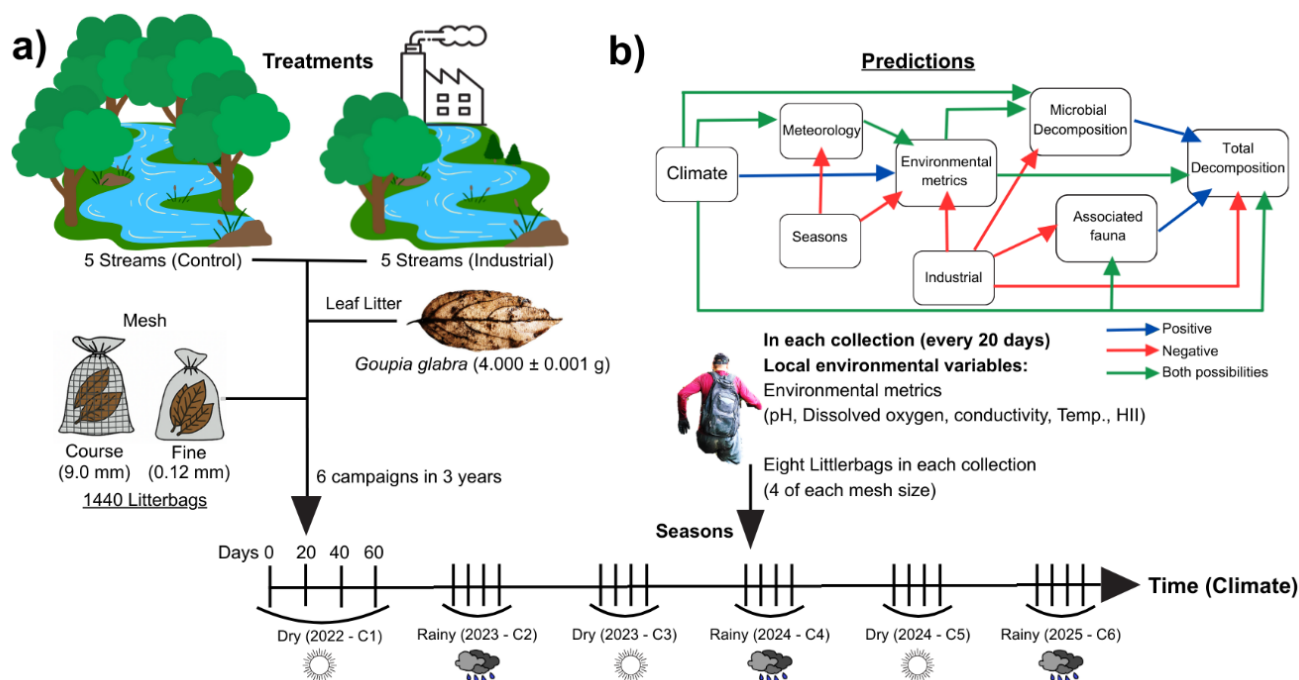 a)
Treatments
5 Streams (Control)
5 Streams (Industrial)
Leaf Litter
Goupia glabra (4.000 ± 0.001 g)
Mesh
Course
(9.0 mm)
Fine
(0.12 mm)
1440 Litterbags
6 campaigns in 3 years
b)
Predictions
Climate
Meteorology
Seasons
Environmental
metrics
Industrial
Microbial
Decomposition
Associated
fauna
Total
Decomposition
Positive
Negative
Both possibilities
In each collection (every 20 days)
Local environmental variables:
Environmental metrics
(pH, Dissolved oxygen, conductivity, Temp., HII)
Eight Littlerbags in each collection
(4 of each mesh size)
Seasons
Days 0 20 40 60
Time (Climate)
Dry (2022 - C1)
Rainy (2023 - C2)
Dry (2023 - C3)
Rainy (2024 - C4)
Dry (2024 - C5)
Rainy (2025 - C6)